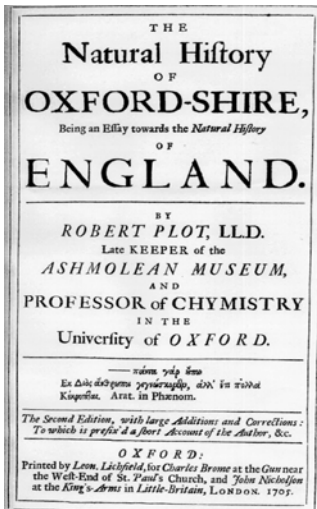 THE
Natural Hiſtory
OF
OXFORD-SHIRE,
Being an Eſſay towards the Natural Hiſtory
OF
ENGLAND.
BY
ROBERT PLOT, LL.D.
Late KEEPER of the
ASHMOLEAN MUSEUM,
AND
PROFESSOR of CHYMISTRY
IN THE
Univerſity of OXFORD.
Arat. in Phænom.
The Second Edition, with large Additions and Corrections:
To which is prefix'd a ſhort Account of the Author, &c.
OXFORD:
Printed by Leon. Lichfield, for Charles Brome at the Gun near
the Weſt-End of St. Paul's Church, and John Nicholſon
at the King's-Arms in Little-Britain, LONDON. 1705.